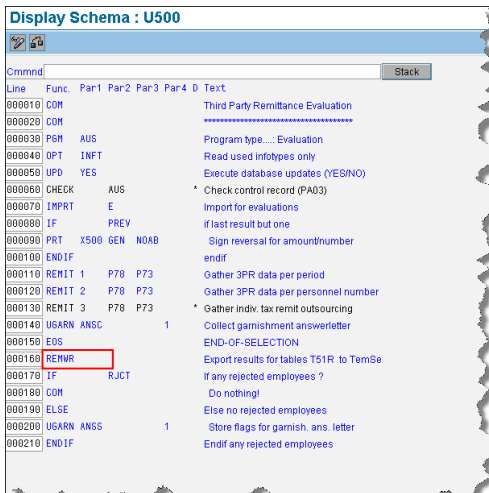 Display Schema : U500
Cmmnd Stack
Line Func. Par1 Par2 Par3 Par4 D Text
000010 COM Third Party Remittance Evaluation
000020 COM *************************************
000030 PGM AUS Program type....: Evaluation
000040 OPT INFT Read used infotypes only
000050 UPD YES Execute database updates (YES/NO)
000060 CHECK AUS * Check control record (PA03)
000070 IMPRT E Import for evaluations
000080 IF PREV if last result but one
000090 PRT X500 GEN NOAB Sign reversal for amount/number
000100 ENDIF endif
000110 REMIT 1 P78 P73 Gather 3PR data per period
000120 REMIT 2 P78 P73 Gather 3PR data per personnel number
000130 REMIT 3 P78 P73 * Gather indiv. tax remit outsourcing
000140 UGARN ANSC 1 Collect garnishment answerletter
000150 EOS END-OF-SELECTION
000160 REMWR Export results for tables T51R to TemSe
000170 IF RJCT If any rejected employees ?
000180 COM Do nothing!
000190 ELSE Else no rejected employees
000200 UGARN ANSS 1 Store flags for garnish. ans. letter
000210 ENDIF Endif any rejected employees